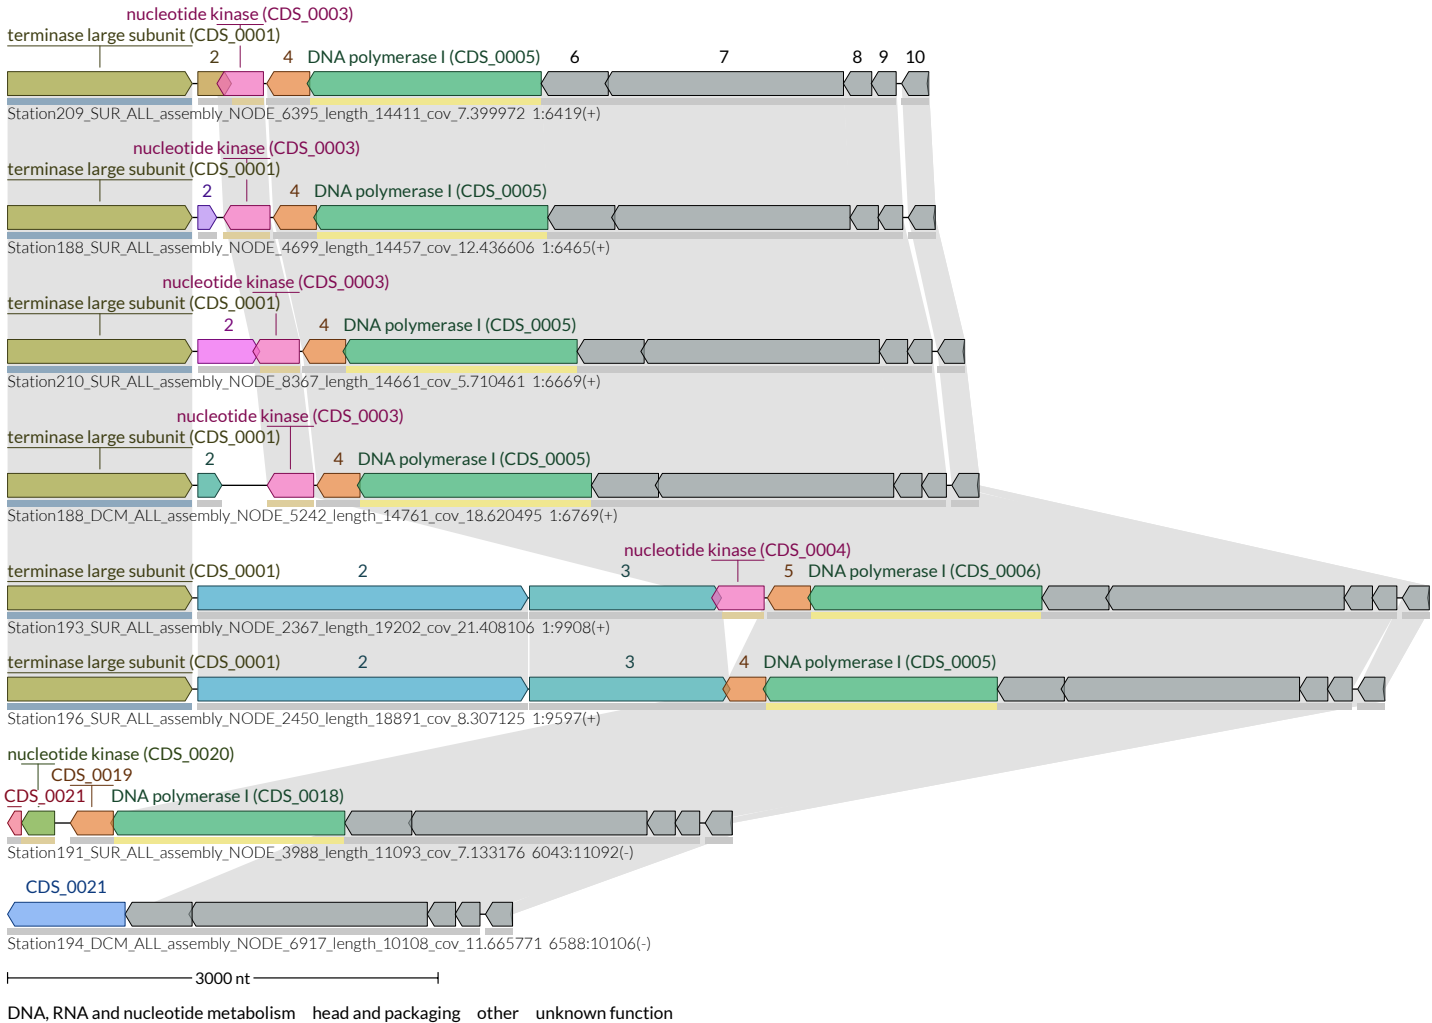 nucleotide kinase (CDS_0003)
terminase large subunit (CDS_0001)
2 4 DNA polymerase I (CDS_0005) 6 7 8 9 10
Station209_SUR_ALL_assembly_NODE_6395_length_14411_cov_7.399972 1:6419(+)
nucleotide kinase (CDS_0003)
terminase large subunit (CDS_0001)
2 4 DNA polymerase I (CDS_0005)
Station188_SUR_ALL_assembly_NODE_4699_length_14457_cov_12.436606 1:6465(+)
nucleotide kinase (CDS_0003)
terminase large subunit (CDS_0001)
2 4 DNA polymerase I (CDS_0005)
Station210_SUR_ALL_assembly_NODE_8367_length_14661_cov_5.710461 1:6669(+)
nucleotide kinase (CDS_0003)
terminase large subunit (CDS_0001)
2 4 DNA polymerase I (CDS_0005)
Station188_DCM_ALL_assembly_NODE_5242_length_14761_cov_18.620495 1:6769(+)
nucleotide kinase (CDS_0004)
terminase large subunit (CDS_0001) 2 3 5 DNA polymerase I (CDS_0006)
Station193_SUR_ALL_assembly_NODE_2367_length_19202_cov_21.408106 1:9908(+)
terminase large subunit (CDS_0001) 2 3 4 DNA polymerase I (CDS_0005)
Station196_SUR_ALL_assembly_NODE_2450_length_18891_cov_8.307125 1:9597(+)
nucleotide kinase (CDS_0020)
CDS_0019
CDS_0021 DNA polymerase I (CDS_0018)
Station191_SUR_ALL_assembly_NODE_3988_length_11093_cov_7.133176 6043:11092(-)
CDS_0021
Station194_DCM_ALL_assembly_NODE_6917_length_10108_cov_11.665771 6588:10106(-)
3000 nt
DNA, RNA and nucleotide metabolism head and packaging other unknown function